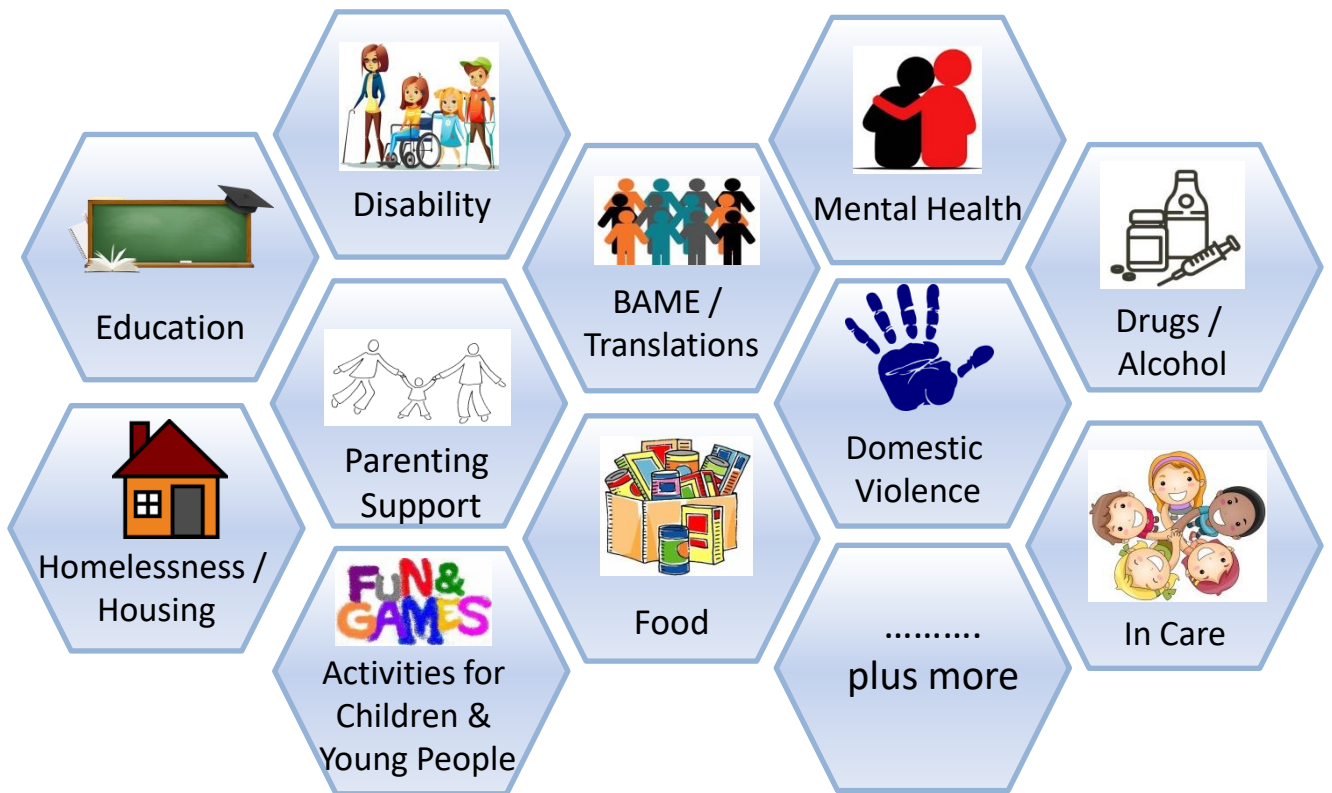 Disability
Mental Health
Education
BAME /
Translations
Drugs /
Alcohol
Parenting
Support
Domestic
Violence
Homelessness /
Housing
FUN &
GAMES
Activities for
Children &
Young People
Food
..........
plus more
In Care